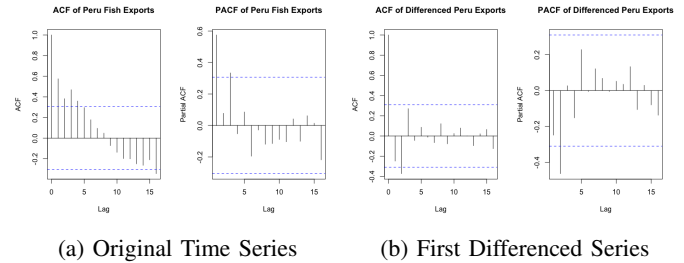 ACF of Peru Fish Exports
PACF of Peru Fish Exports
ACF of Differenced Peru Exports
PACF of Differenced Peru Exports
ACF
-0.2
0.2
0.4
0.6
0.8
1.0
0
5
10
15
Lag
Partial ACF
-0.2
0.0
0.2
0.4
0.6
5
10
15
Lag
ACF
-0.4
-0.2
0.0
0.2
0.4
0.6
0.8
1.0
0
5
10
15
Lag
Partial ACF
-0.4
-0.2
0.0
0.2
5
10
15
Lag
(a) Original Time Series
(b) First Differenced Series